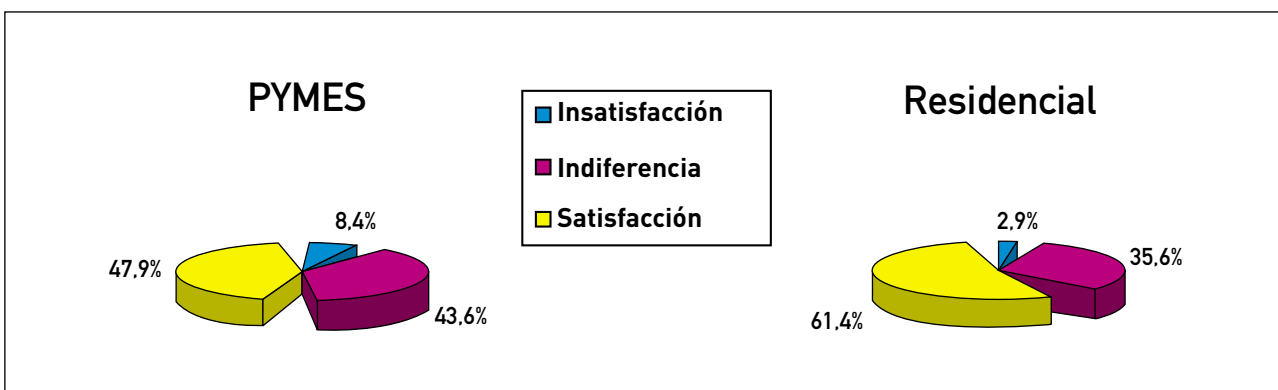 PYMES
8,4%
47,9%
43,6%
Insatisfacción
Indiferencia
Satisfacción
Residencial
2,9%
35,6%
61,4%